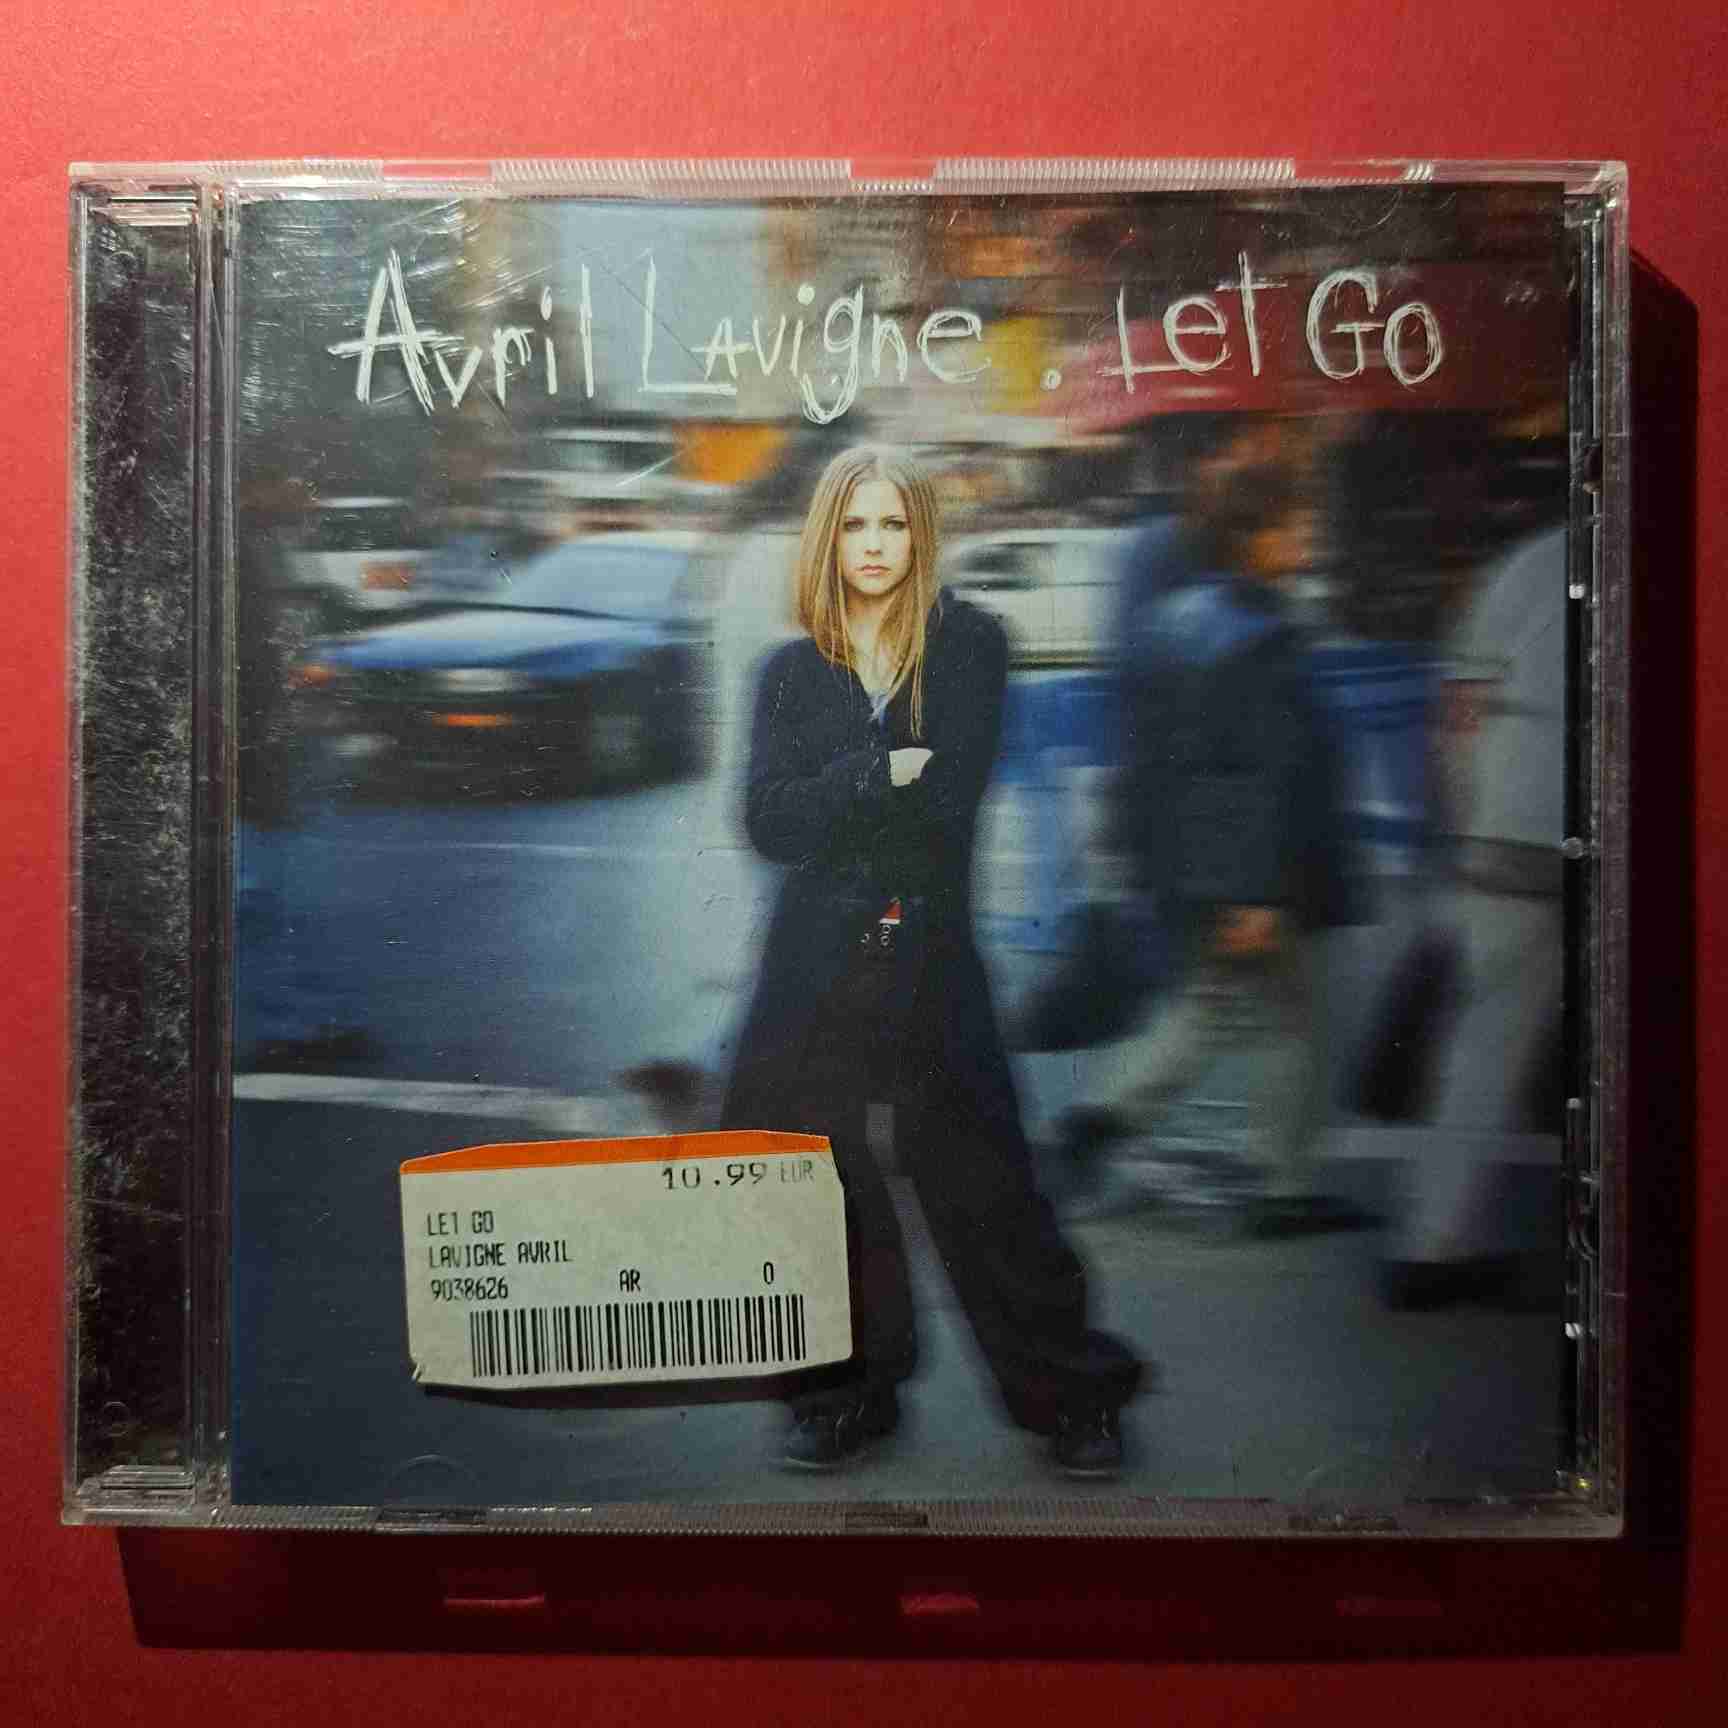 Avril Lavigne . Let Go
10.99 EUR
LET GO
LAVIGNE AVRIL
9038626 AR 0